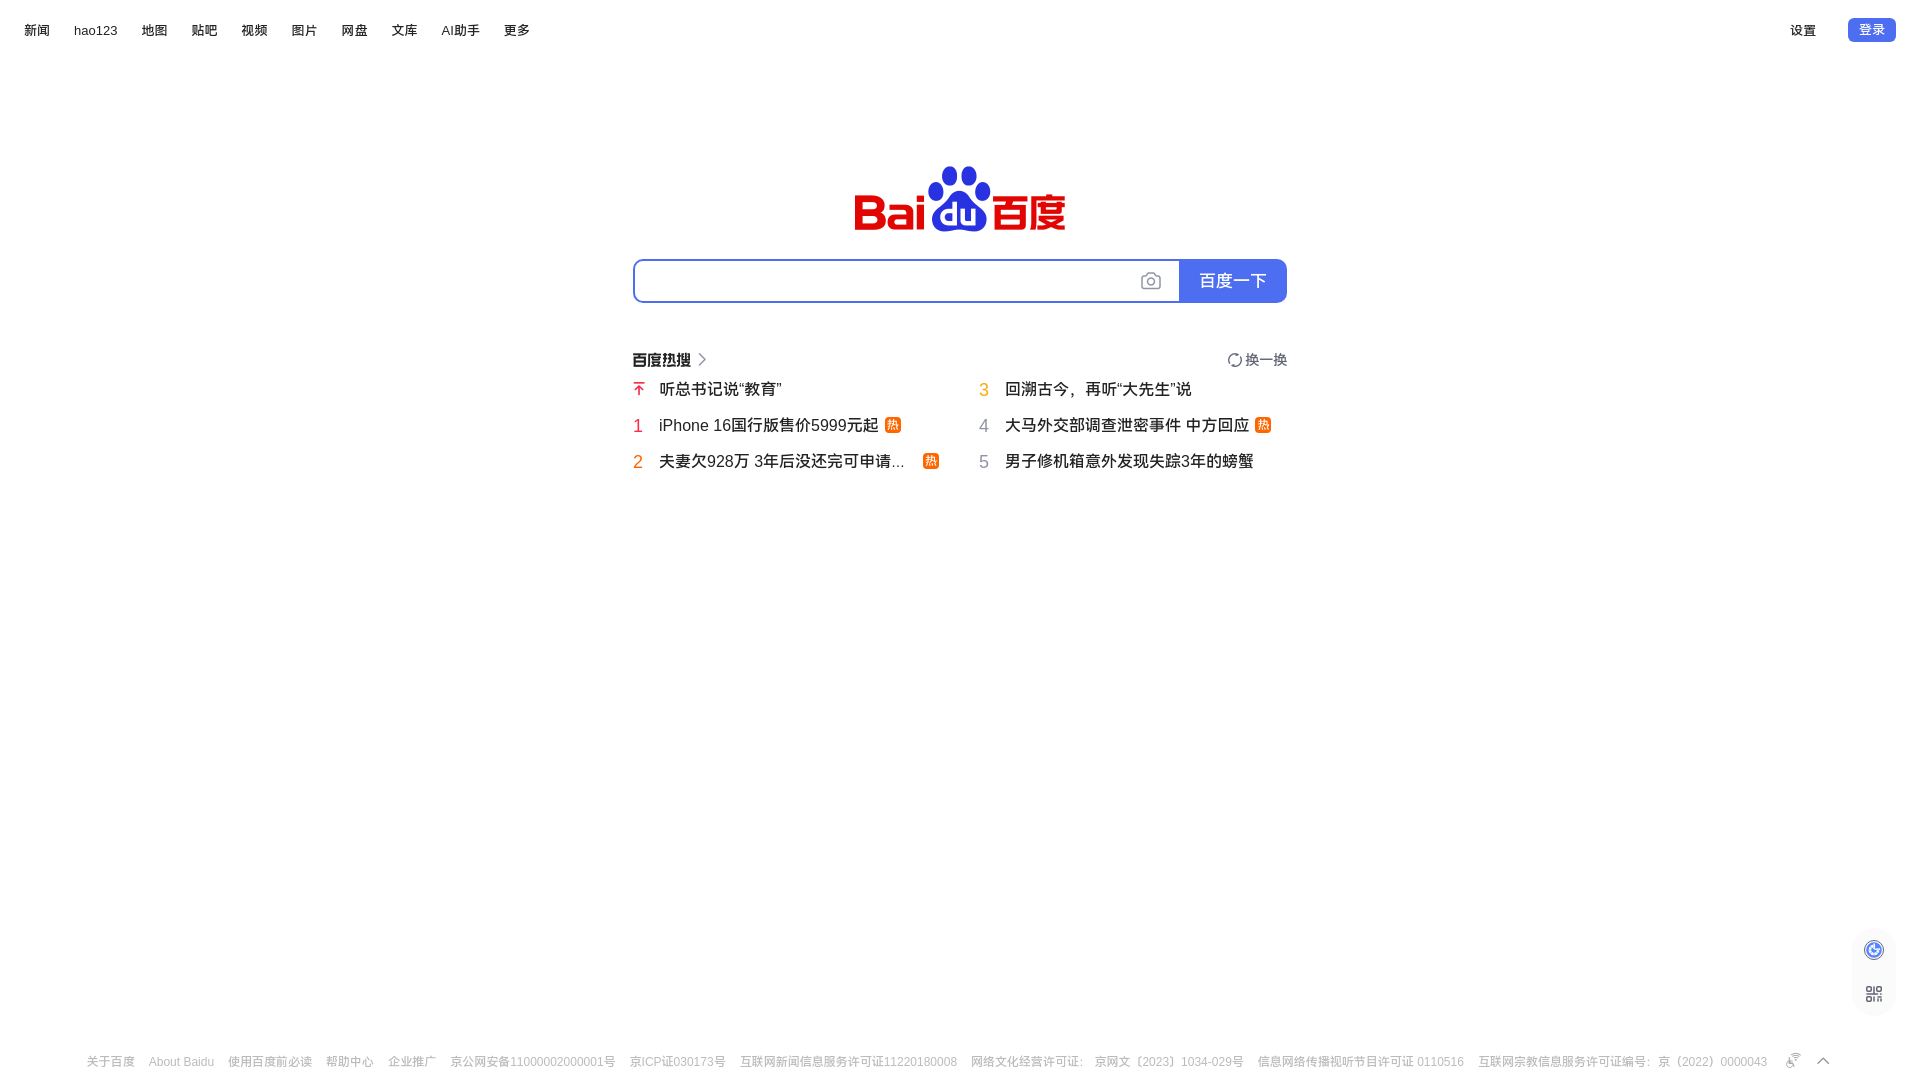 新闻 hao123 地图 贴吧 视频 图片 网盘 文库 AI助手 更多 设置 登录
Baidu百度
百度一下
百度热搜 换一换
听总书记说“教育” 3 回溯古今，再听“大先生”说
1 iPhone 16国行版售价5999元起 热 4 大马外交部调查泄密事件 中方回应 热
2 夫妻欠928万 3年后没还完可申请... 热 5 男子修机箱意外发现失踪3年的螃蟹
关于百度 About Baidu 使用百度前必读 帮助中心 企业推广 京公网安备11000002000001号 京ICP证030173号 互联网新闻信息服务许可证11220180008 网络文化经营许可证： 京网文〔2023〕1034-029号 信息网络传播视听节目许可证 0110516 互联网宗教信息服务许可证编号：京（2022）0000043